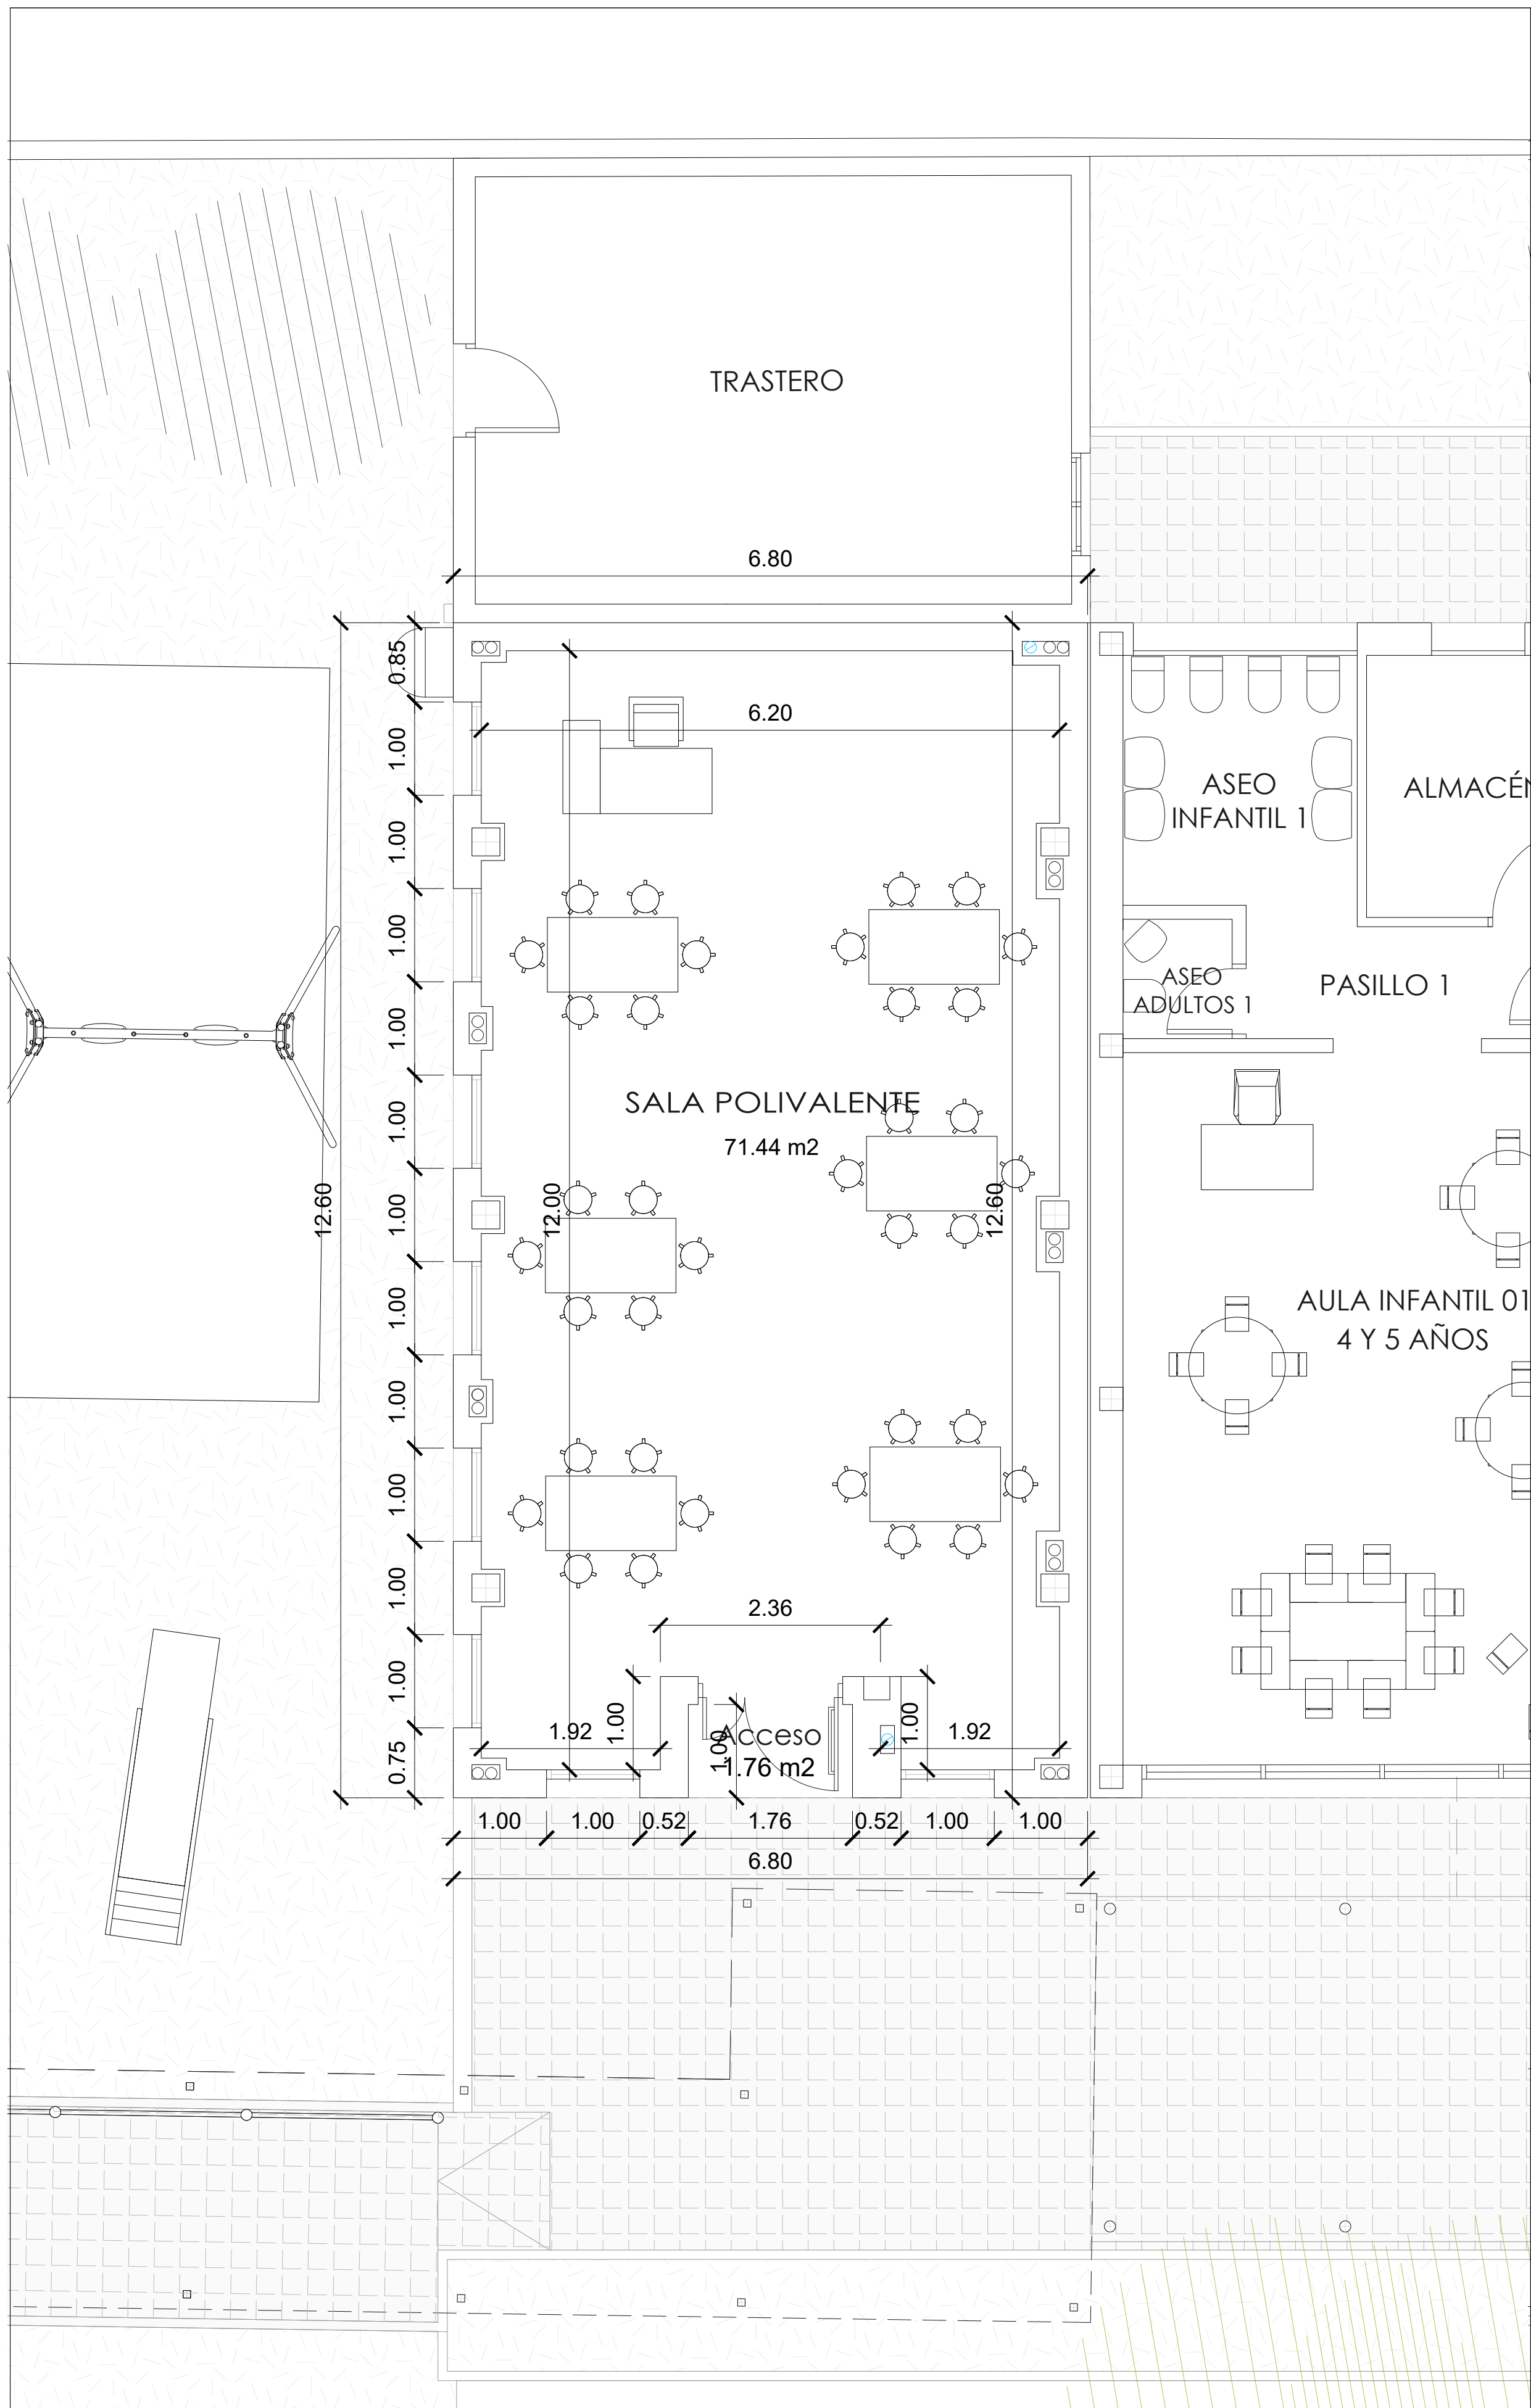 TRASTERO
6.80
0.85
6.20
1.00
ASEO
INFANTIL 1
ALMACÉN
1.00
1.00
ASEO
ADULTOS 1
PASILLO 1
1.00
SALA POLIVALENTE
71.44 m2
1.00
12.60
1.00
12.00
12.60
AULA INFANTIL 01
4 Y 5 AÑOS
1.00
1.00
1.00
1.00
2.36
1.00
1.92
1.00
Acceso
1.00
1.92
1.00
1.76 m2
0.75
1.00
1.00
0.52
1.76
0.52
1.00
1.00
6.80